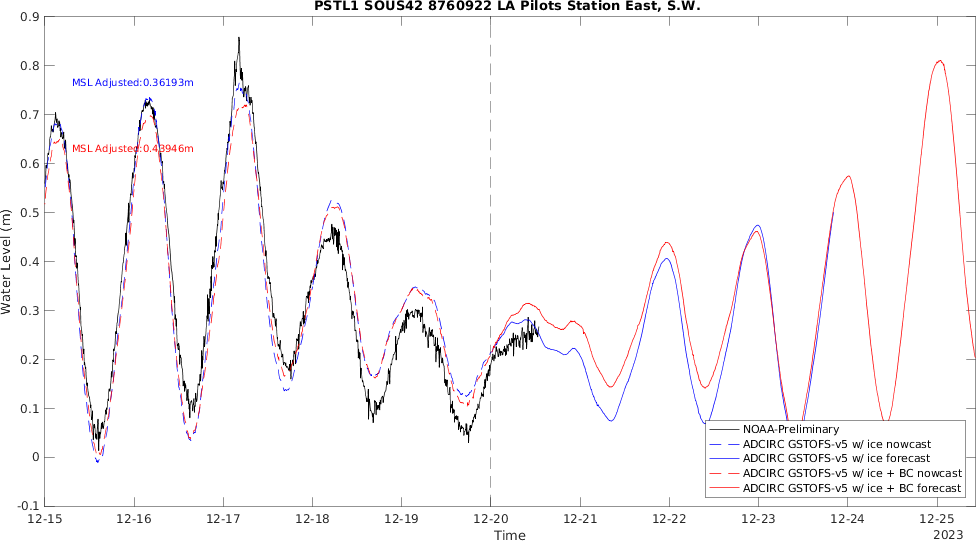 PSTL1 SOUS42 8760922 LA Pilots Station East, S.W.
0.9
0.8
0.7
0.6
0.5
0.4
0.3
0.2
0.1
0
-0.1
Water Level (m)
MSL Adjusted:0.36193m
MSL Adjusted:0.43946m
NOAA-Preliminary
ADCIRC GSTOFS-v5 w/ ice nowcast
ADCIRC GSTOFS-v5 w/ ice forecast
ADCIRC GSTOFS-v5 w/ ice + BC nowcast
ADCIRC GSTOFS-v5 w/ ice + BC forecast
12-15 12-16 12-17 12-18 12-19 12-20 12-21 12-22 12-23 12-24 12-25
Time
2023